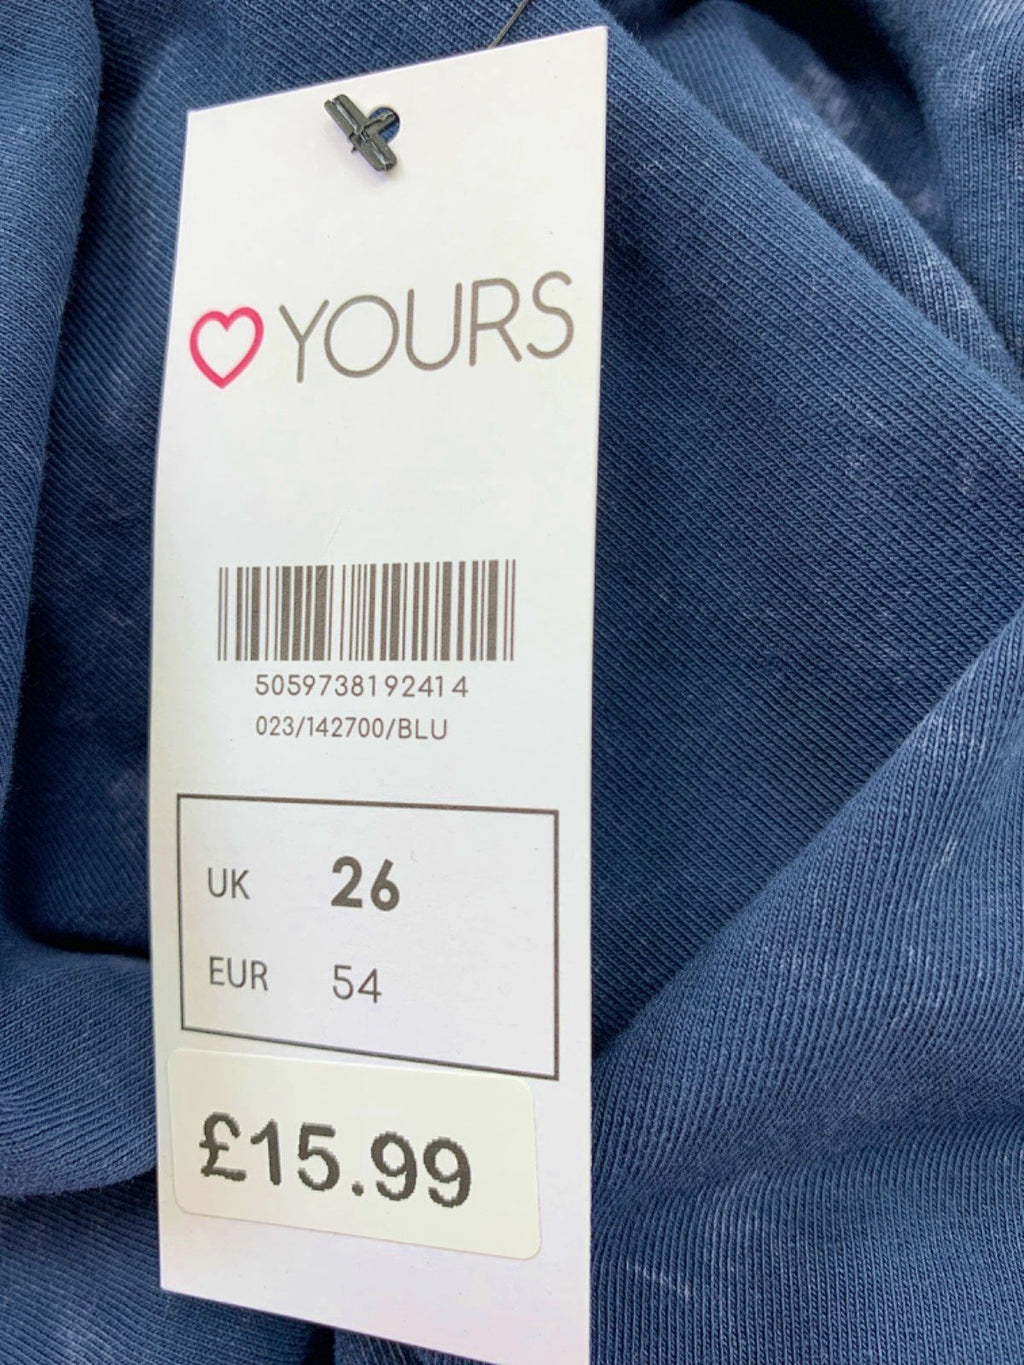 YOURS
5059738192414
023/142700/BLU
UK 26
EUR 54
£15.99